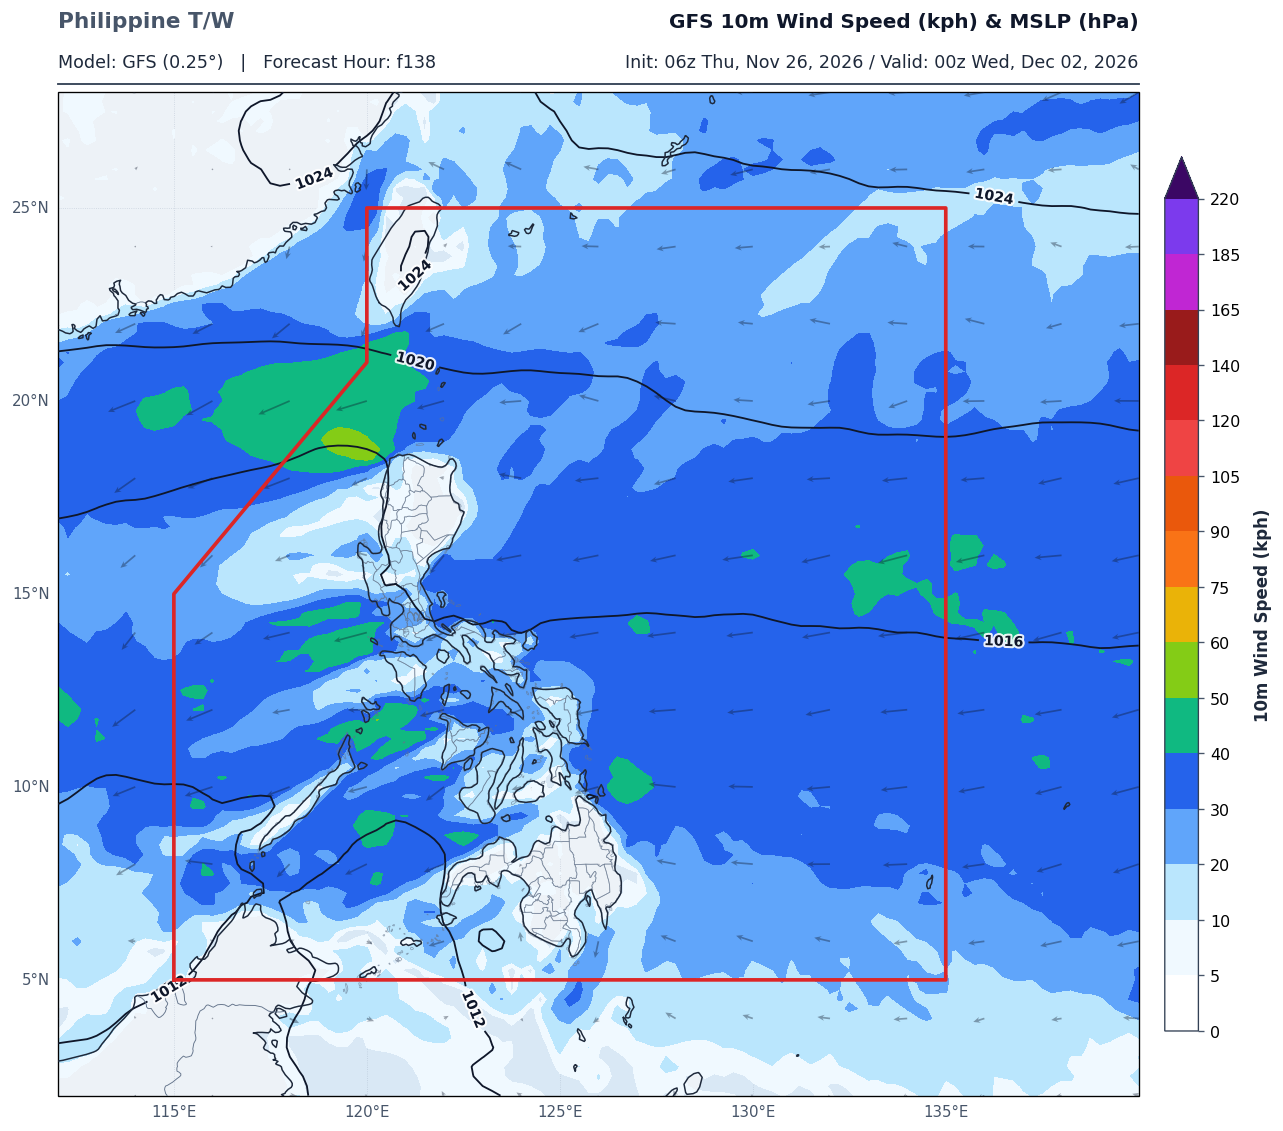 Philippine T/W
GFS 10m Wind Speed (kph) & MSLP (hPa)
Model: GFS (0.25°)   |   Forecast Hour: f138
Init: 06z Thu, Nov 26, 2026 / Valid: 00z Wed, Dec 02, 2026
1024
1024
1024
1020
1016
1012
1012
25°N
20°N
15°N
10°N
5°N
115°E
120°E
125°E
130°E
135°E
220
185
165
140
120
105
90
75
60
50
40
30
20
10
5
0
10m Wind Speed (kph)